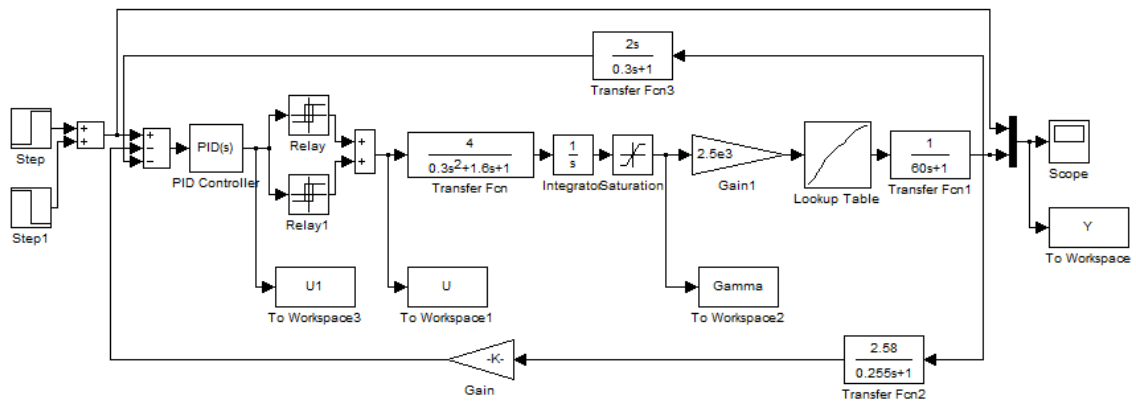 2s
0.3s+1
Transfer Fcn3
Step
+
+
+
−
−
PID(s)
PID Controller
Relay
Relay1
+
+
4
0.3s²+1.6s+1
Transfer Fcn
1
s
Integrator
Saturation
2.5e3
Gain1
Lookup Table
1
60s+1
Transfer Fcn1
Scope
Step1
Y
To Workspace
U1
To Workspace3
U
To Workspace1
Gamma
To Workspace2
-K-
Gain
2.58
0.255s+1
Transfer Fcn2